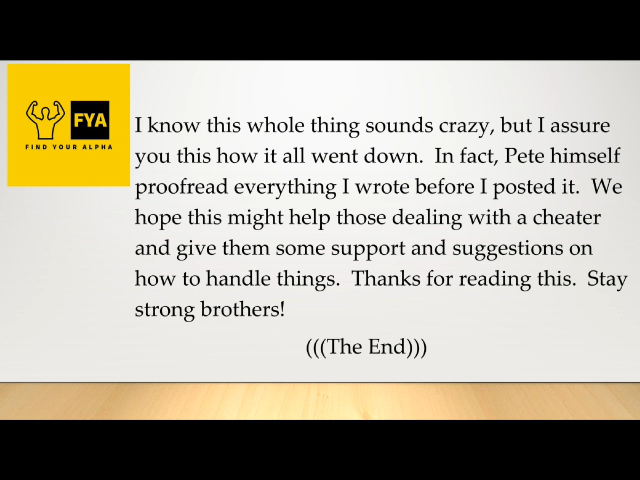 FYA
FIND YOUR ALPHA
I know this whole thing sounds crazy, but I assure
you this how it all went down.  In fact, Pete himself
proofread everything I wrote before I posted it.  We
hope this might help those dealing with a cheater
and give them some support and suggestions on
how to handle things.  Thanks for reading this.  Stay
strong brothers!
(((The End)))